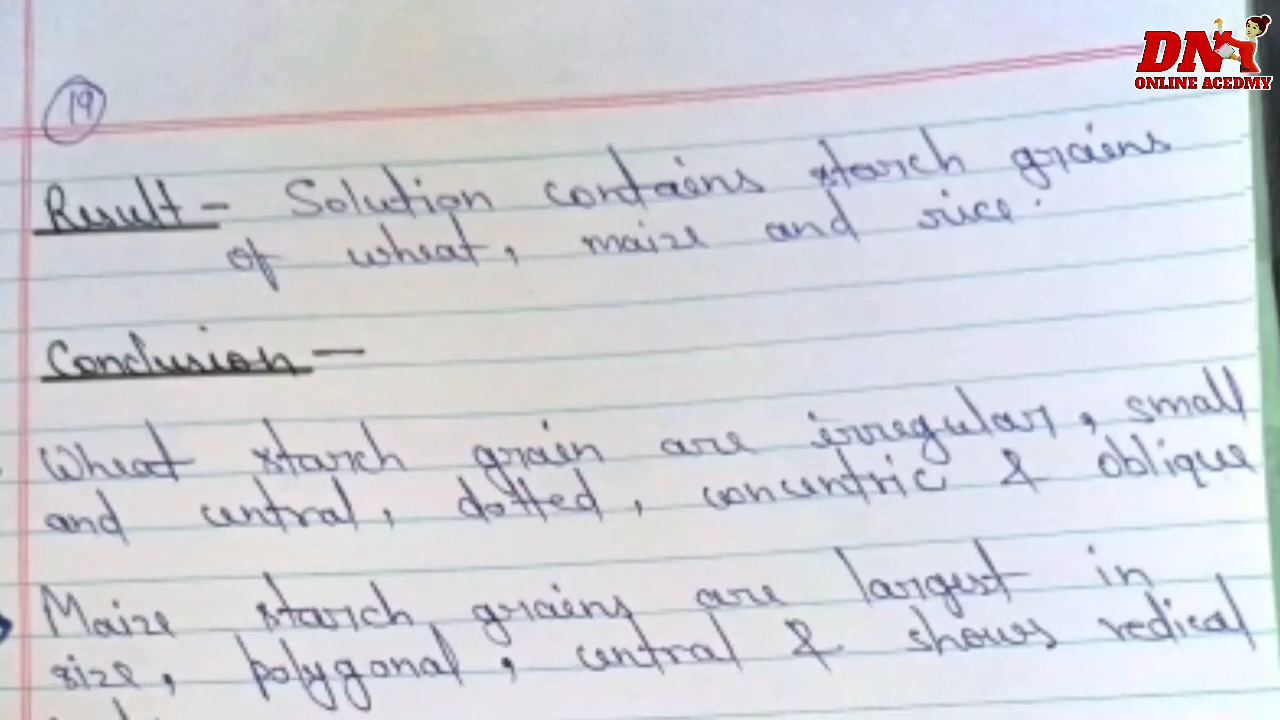 DN
ONLINE ACEDMY
19
Result - Solution contains starch grains
of wheat, maize and rice.
Conclusion -
Wheat starch grain are irregular, small
and central, dotted, concentric & oblique
Maize starch grains are largest in
size, polygonal, central & shows redical